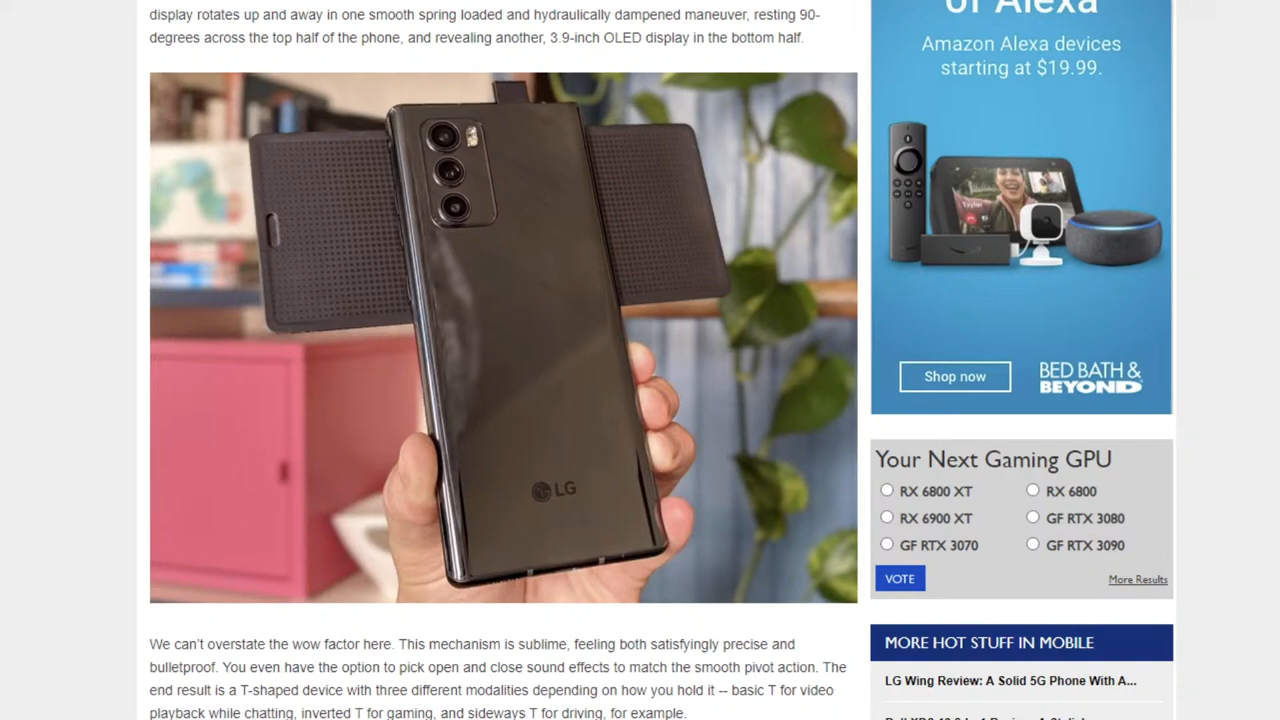 display rotates up and away in one smooth spring loaded and hydraulically dampened maneuver, resting 90-
degrees across the top half of the phone, and revealing another, 3.9-inch OLED display in the bottom half.
LG
We can't overstate the wow factor here. This mechanism is sublime, feeling both satisfyingly precise and
bulletproof. You even have the option to pick open and close sound effects to match the smooth pivot action. The
end result is a T-shaped device with three different modalities depending on how you hold it -- basic T for video
playback while chatting, inverted T for gaming, and sideways T for driving, for example.
of Alexa
Amazon Alexa devices
starting at $19.99.
Shop now
BED BATH &
BEYOND
Your Next Gaming GPU
RX 6800 XT
RX 6800
RX 6900 XT
GF RTX 3080
GF RTX 3070
GF RTX 3090
VOTE
More Results
MORE HOT STUFF IN MOBILE
LG Wing Review: A Solid 5G Phone With A...